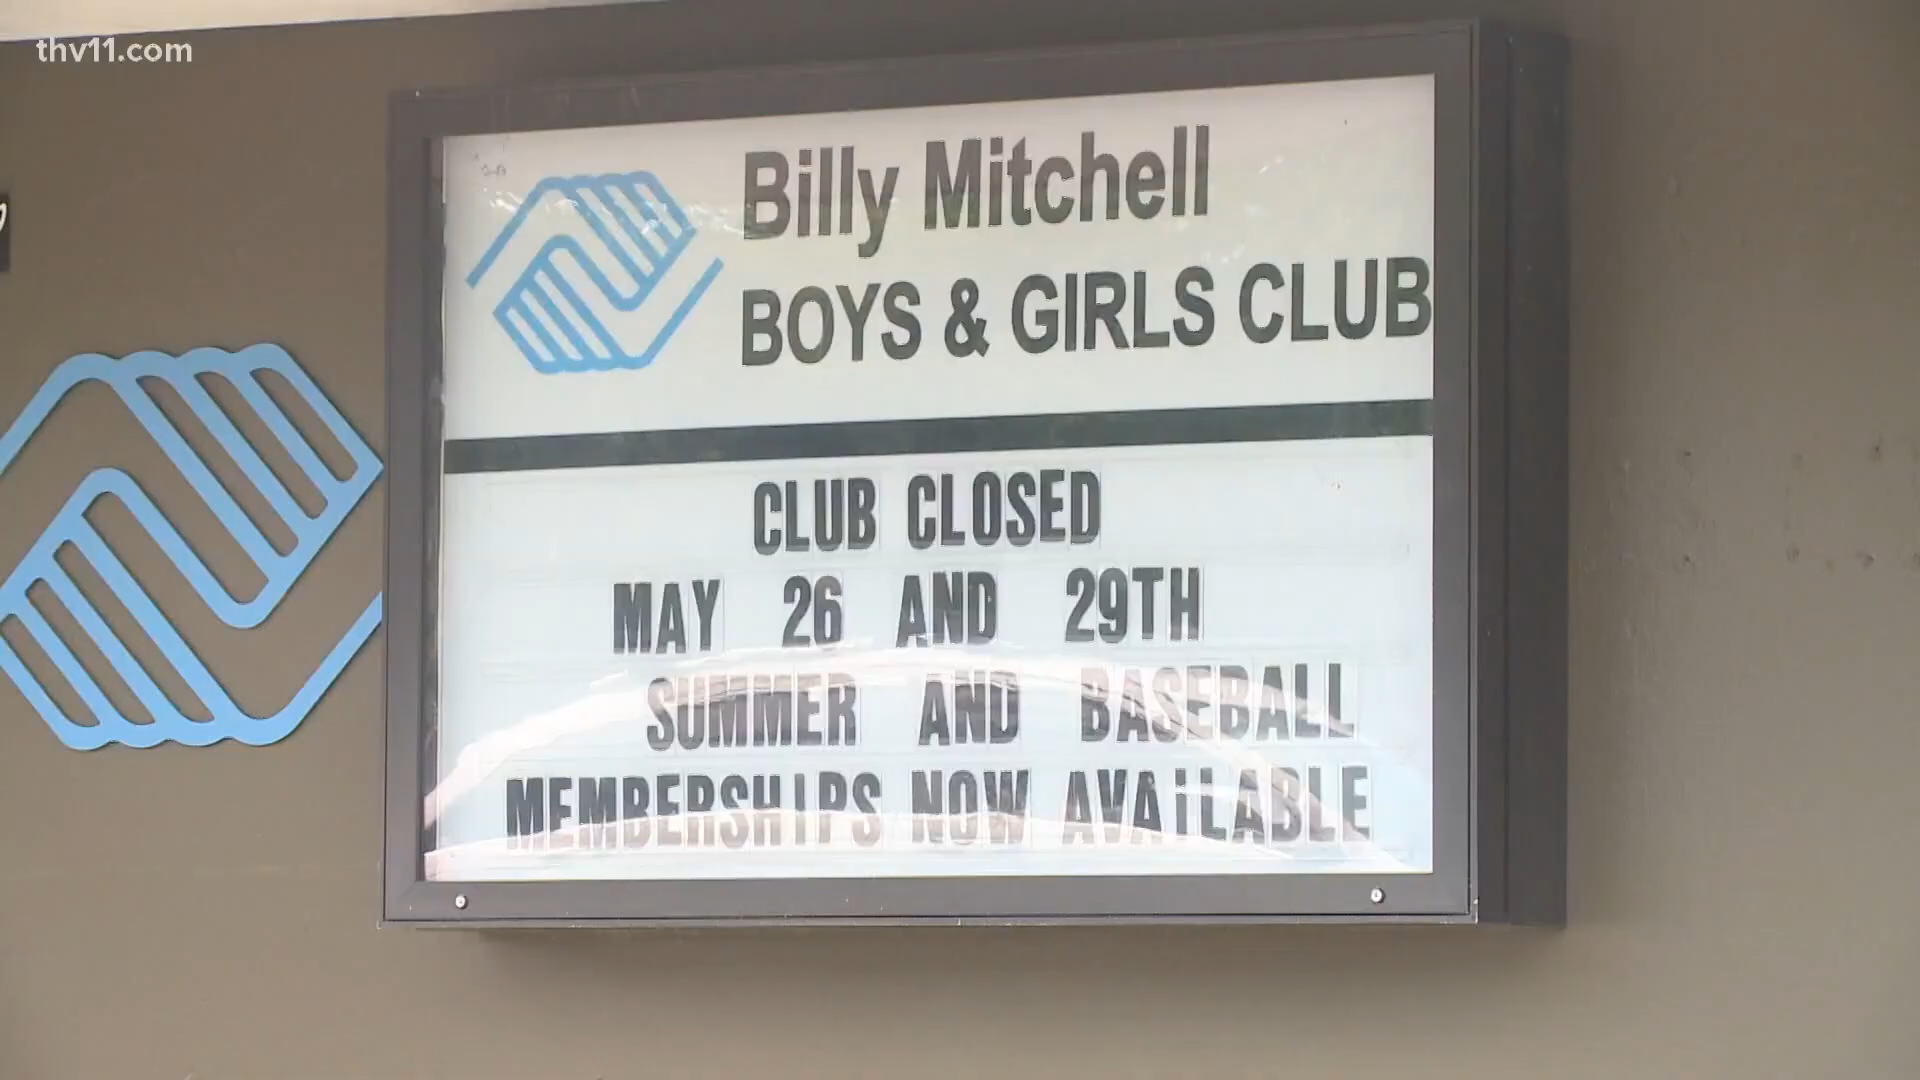 thv11.com
Billy Mitchell
BOYS & GIRLS CLUB
CLUB CLOSED
MAY 26 AND 29TH
SUMMER AND BASEBALL
MEMBERSHIPS NOW AVAiLABLE